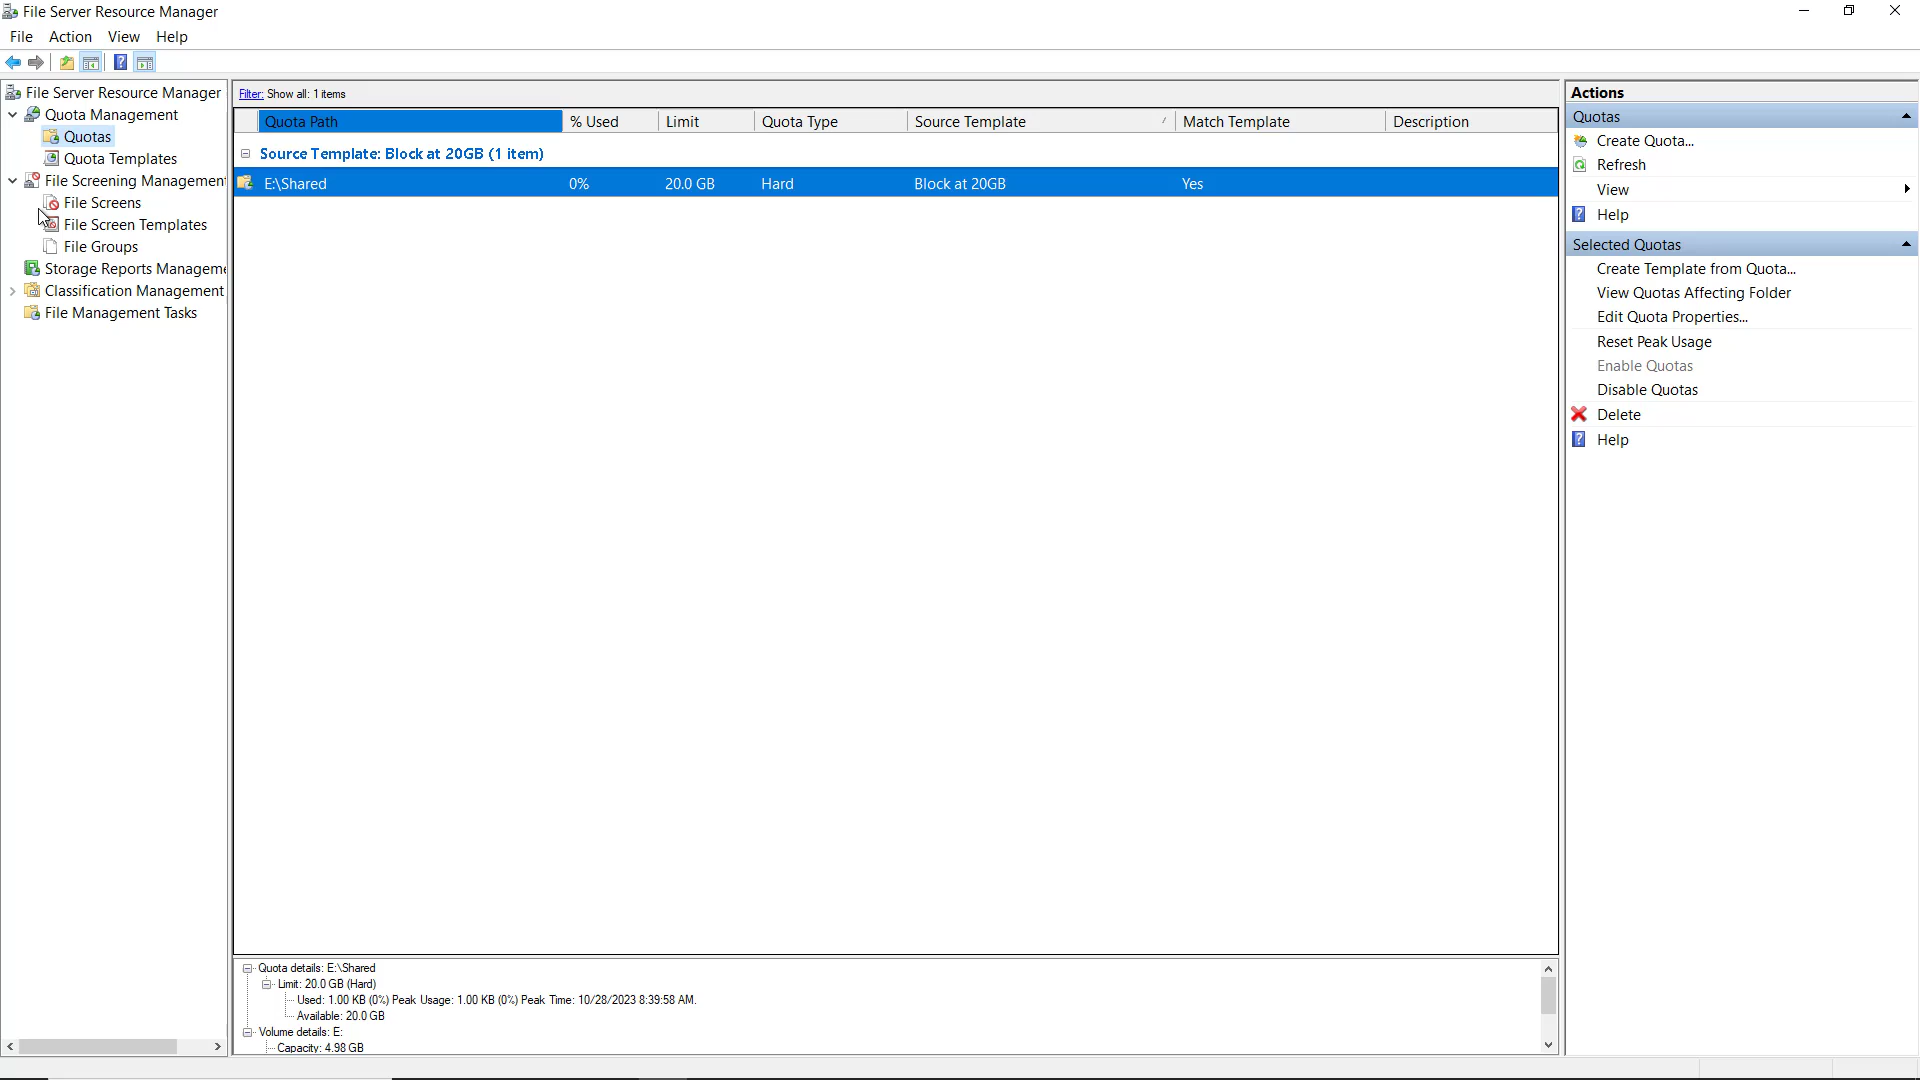 File Server Resource Manager
File Action View Help
File Server Resource Manager
Quota Management
Quotas
Quota Templates
File Screening Management
File Screens
File Screen Templates
File Groups
Storage Reports Manageme
Classification Management
File Management Tasks
Filter: Show all: 1 items
Quota Path % Used Limit Quota Type Source Template Match Template Description
Source Template: Block at 20GB (1 item)
E:\Shared 0% 20.0 GB Hard Block at 20GB Yes
Quota details: E:\Shared
Limit: 20.0 GB (Hard)
Used: 1.00 KB (0%) Peak Usage: 1.00 KB (0%) Peak Time: 10/28/2023 8:39:58 AM.
Available: 20.0 GB
Volume details: E:
Capacity: 4.98 GB
Actions
Quotas
Create Quota...
Refresh
View
Help
Selected Quotas
Create Template from Quota...
View Quotas Affecting Folder
Edit Quota Properties...
Reset Peak Usage
Enable Quotas
Disable Quotas
Delete
Help